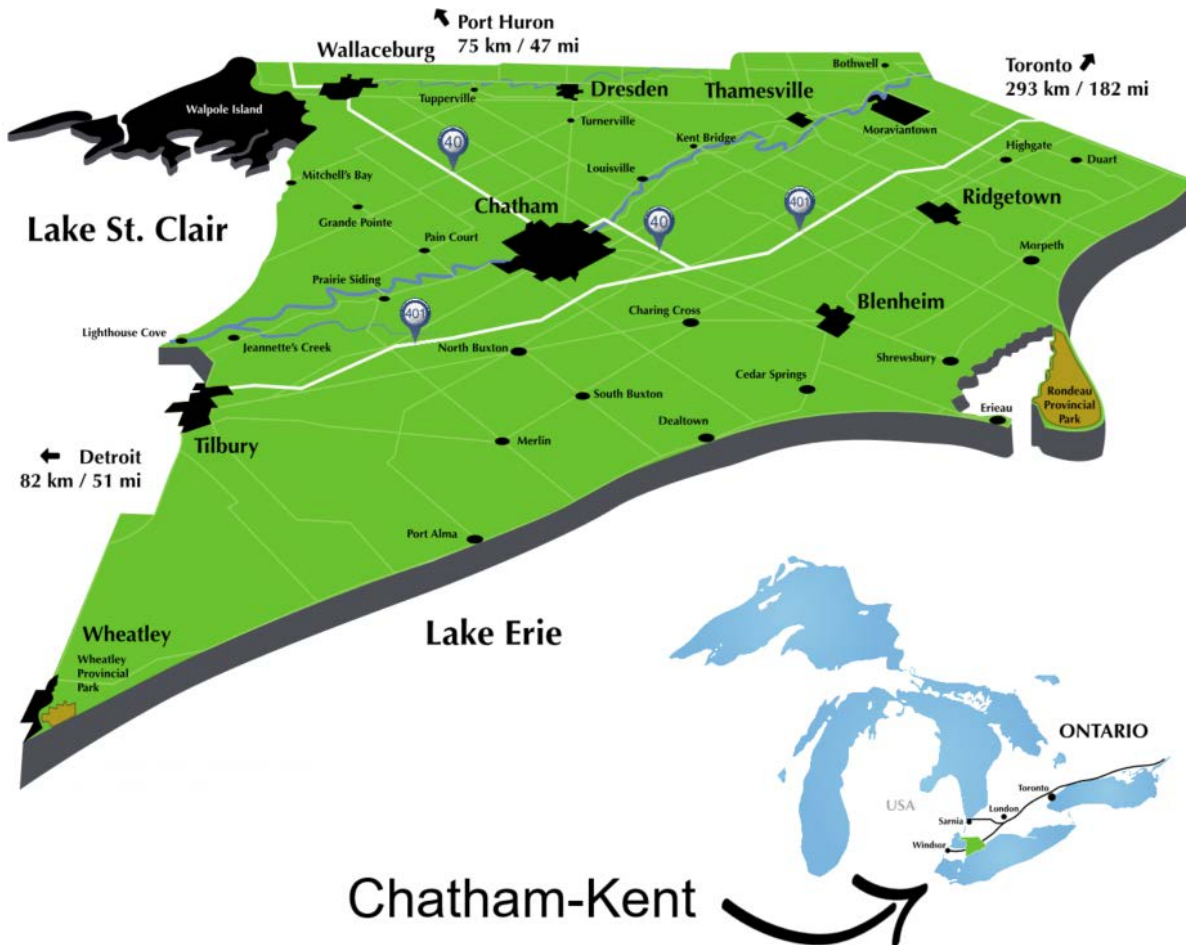 Port Huron
75 km / 47 mi
Wallaceburg
Bothwell
Toronto
293 km / 182 mi
Dresden
Thamesville
Tupperville
Walpole Island
Moraviantown
Turnerville
Kent Bridge
Highgate
Duart
40
Louisville
Mitchell's Bay
Ridgetown
Grande Pointe
Chatham
40
401
Lake St. Clair
Pain Court
Morpeth
Prairie Siding
Blenheim
401
Charing Cross
Lighthouse Cove
Jeannette's Creek
North Buxton
Shrewsbury
Cedar Springs
South Buxton
Rondeau
Provincial
Park
Erieau
Dealtown
Tilbury
Merlin
Detroit
82 km / 51 mi
Port Alma
Wheatley
Lake Erie
Wheatley
Provincial
Park
ONTARIO
Toronto
USA
London
Sarnia
Windsor
Chatham-Kent